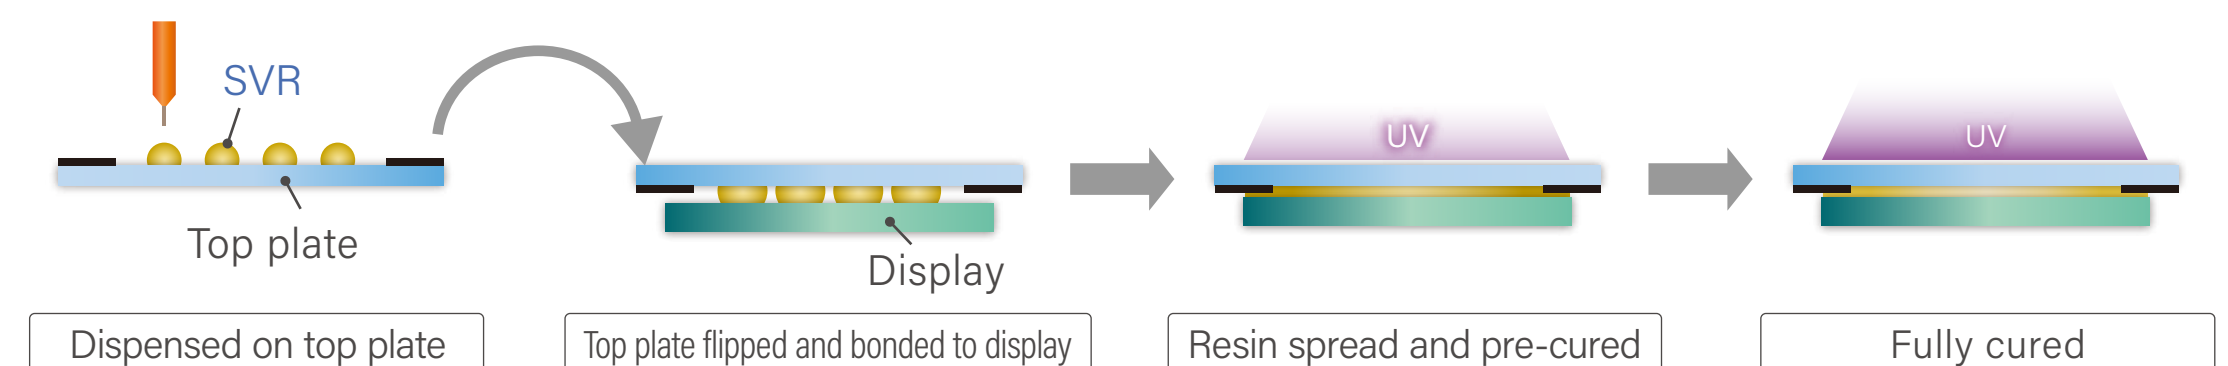 SVR
Top plate
Dispensed on top plate
Display
Top plate flipped and bonded to display
UV
Resin spread and pre-cured
UV
Fully cured